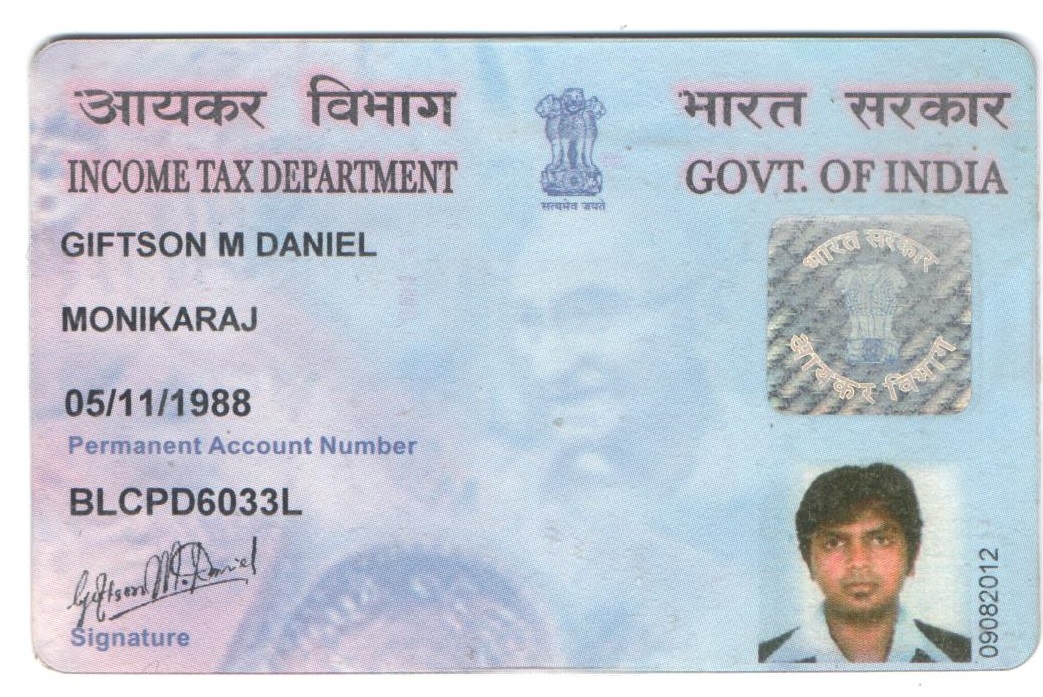 आयकर विभाग
भारत सरकार
INCOME TAX DEPARTMENT
GOVT. OF INDIA
सत्यमेव जयते
GIFTSON M DANIEL
भारत सरकार
आयकर विभाग
MONIKARAJ
05/11/1988
Permanent Account Number
BLCPD6033L
Giftson M. Daniel
Signature
09082012